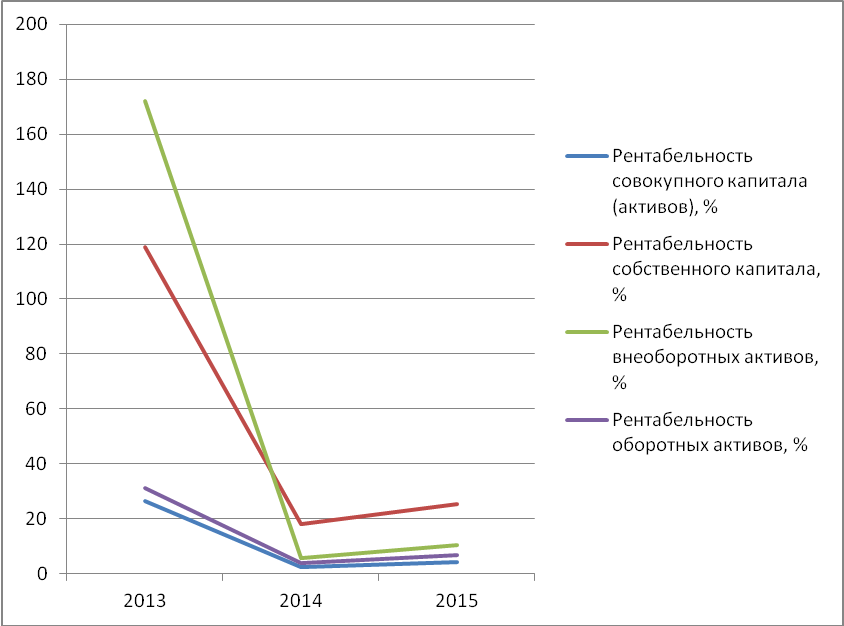 200
180
160
140
120
100
80
60
40
20
0
2013
2014
2015
Рентабельность
совокупного капитала
(активов), %
Рентабельность
собственного капитала,
%
Рентабельность
внеоборотных активов,
%
Рентабельность
оборотных активов, %